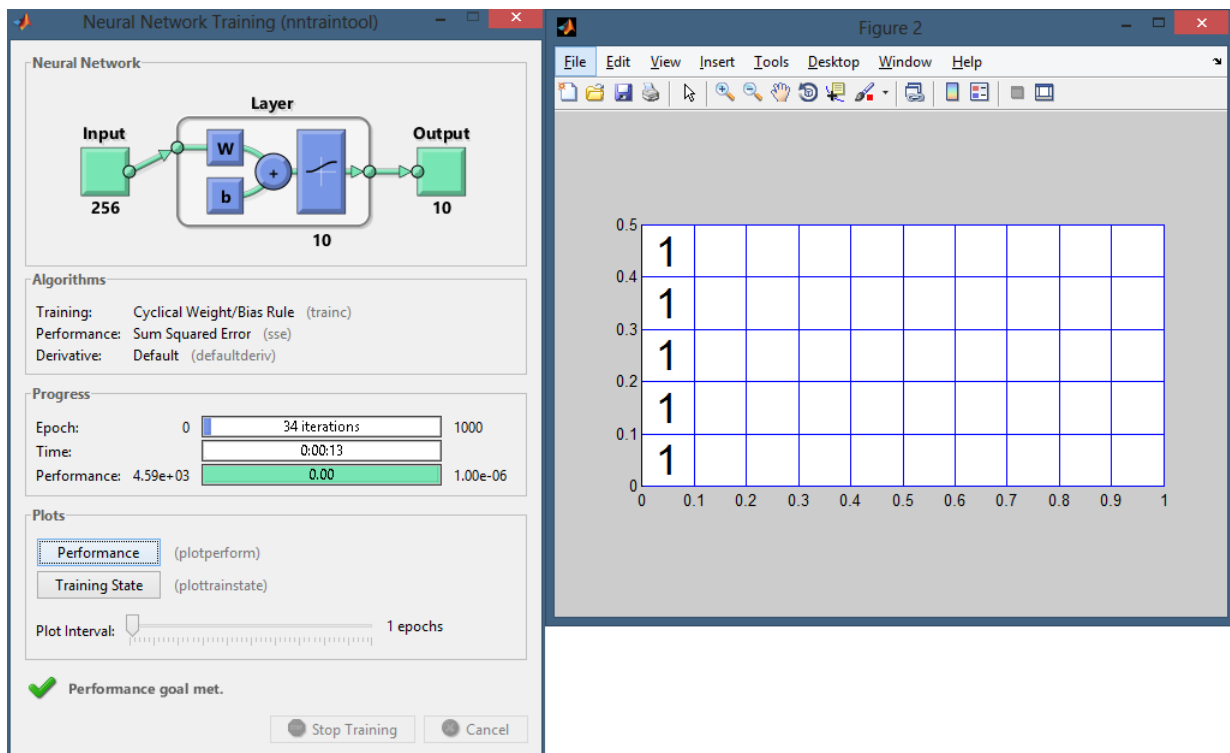 Neural Network Training (nntraintool)
Neural Network
Layer
Input
Output
W
b
+
256
10
10
Algorithms
Training: Cyclical Weight/Bias Rule (trainc)
Performance: Sum Squared Error (sse)
Derivative: Default (defaultderiv)
Progress
Epoch: 0 34 iterations 1000
Time: 0:00:13
Performance: 4.59e+03 0.00 1.00e-06
Plots
Performance (plotperform)
Training State (plottrainstate)
Plot Interval: 1 epochs
Performance goal met.
Stop Training Cancel
Figure 2
File Edit View Insert Tools Desktop Window Help
0.5
1
0.4
1
0.3
1
0.2
1
0.1
1
0
0 0.1 0.2 0.3 0.4 0.5 0.6 0.7 0.8 0.9 1